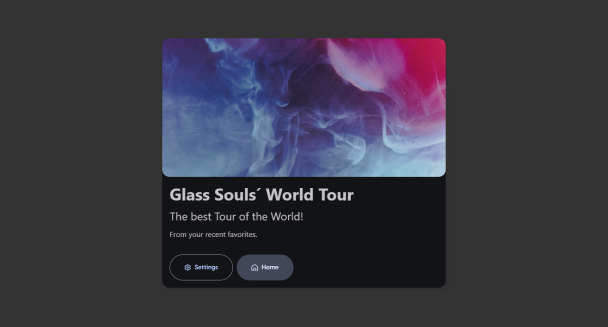 Glass Souls´ World Tour
The best Tour of the World!
From your recent favorites.
Settings Home